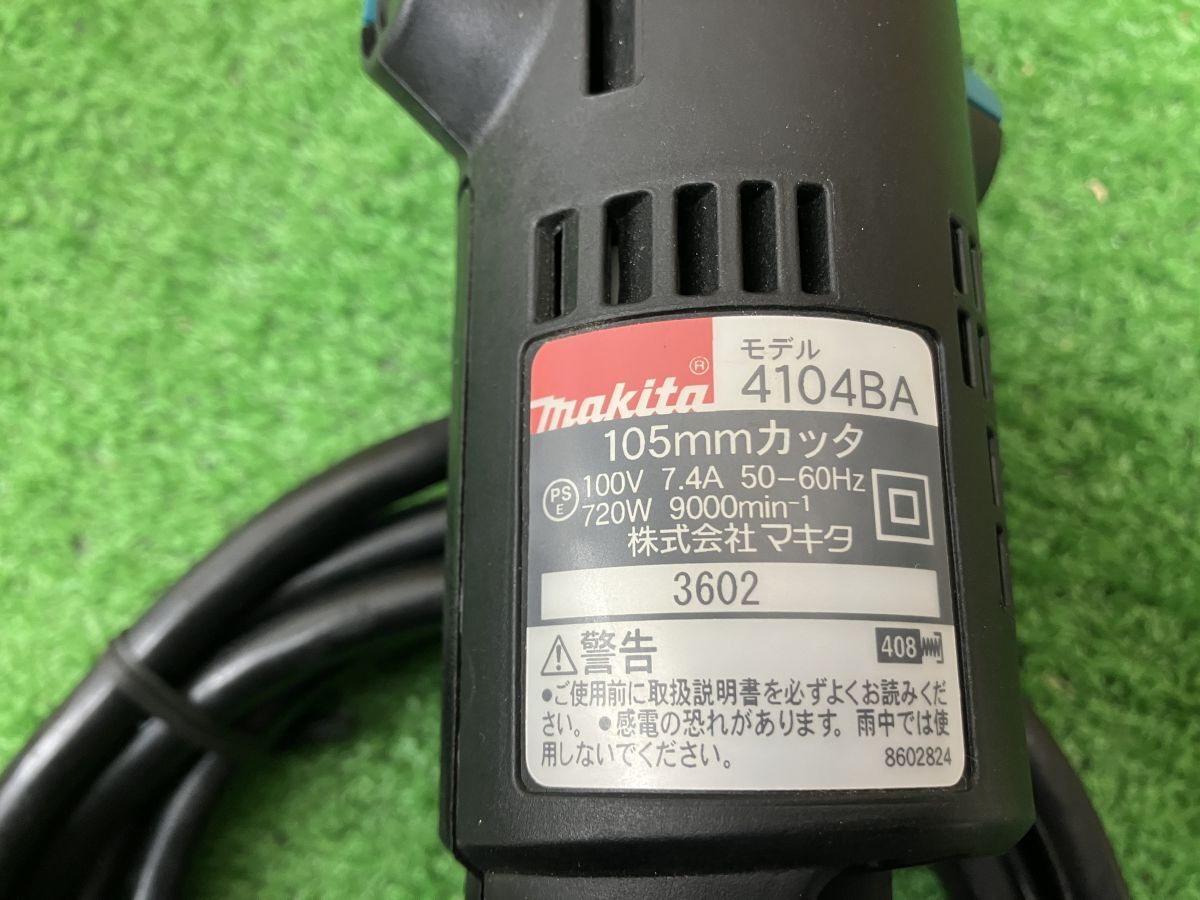 makita®
モデル
4104BA
105mmカッタ
PS
E
100V 7.4A 50-60Hz
720W 9000min-1
株式会社 マキタ
3602
警告
408
●ご使用前に取扱説明書を必ずよくお読みくだ
さい。●感電の恐れがあります。雨中では使
用しないでください。
8602824